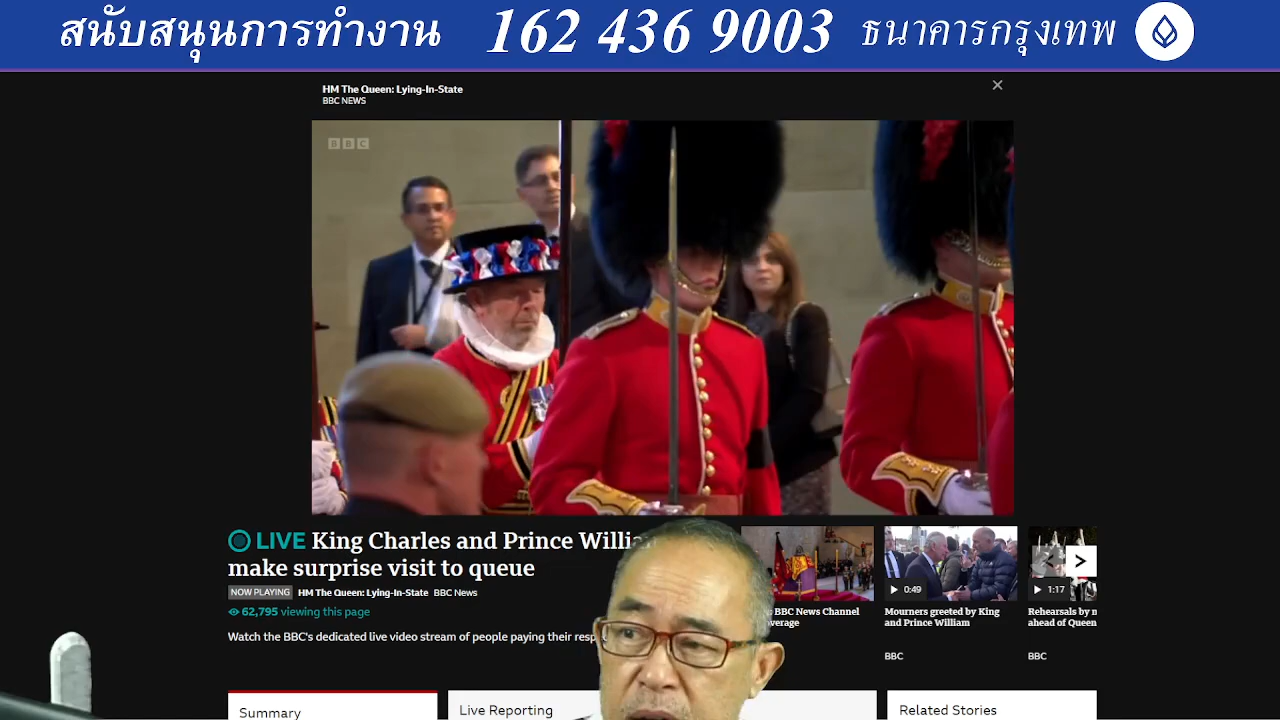 สนับสนุนการทำงาน 162 436 9003 ธนาคารกรุงเทพ
HM The Queen: Lying-In-State
BBC NEWS
BBC
LIVE King Charles and Prince Willia
make surprise visit to queue
NOW PLAYING HM The Queen: Lying-In-State BBC News
62,795 viewing this page
Watch the BBC's dedicated live video stream of people paying their resp
BBC News Channel
verage
0:49
Mourners greeted by King
and Prince William
BBC
1:17
Rehearsals by n
ahead of Queen
BBC
Summary
Live Reporting
Related Stories